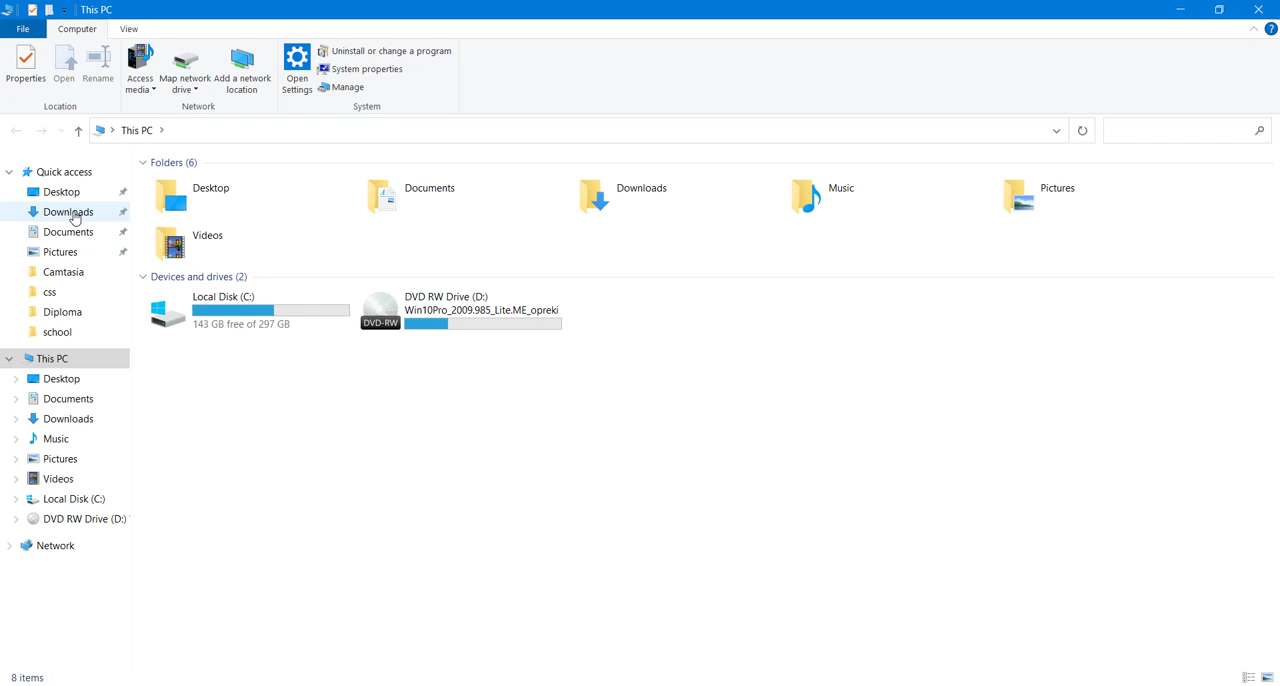 This PC
File
Computer
View
Properties
Open
Rename
Access media
Map network drive
Add a network location
Open Settings
Uninstall or change a program
System properties
Manage
Location
Network
System
This PC
Quick access
Desktop
Downloads
Documents
Pictures
Camtasia
css
Diploma
school
This PC
Desktop
Documents
Downloads
Music
Pictures
Videos
Local Disk (C:)
DVD RW Drive (D:)
Network
Folders (6)
Desktop
Documents
Downloads
Music
Pictures
Videos
Devices and drives (2)
Local Disk (C:)
143 GB free of 297 GB
DVD-RW
DVD RW Drive (D:)
Win10Pro_2009.985_Lite.ME_opreki
8 items